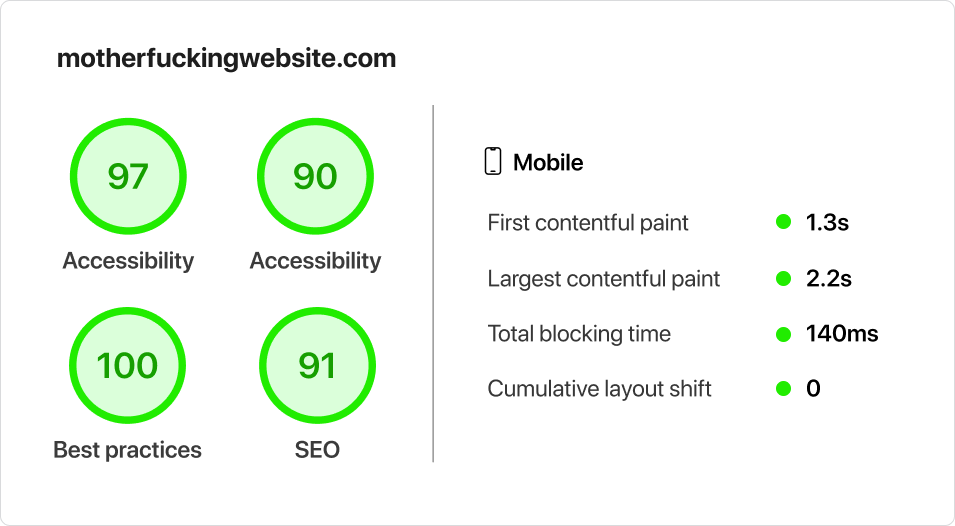 motherfuckingwebsite.com
97
90
Accessibility
Accessibility
100
91
Best practices
SEO
Mobile
First contentful paint 1.3s
Largest contentful paint 2.2s
Total blocking time 140ms
Cumulative layout shift 0